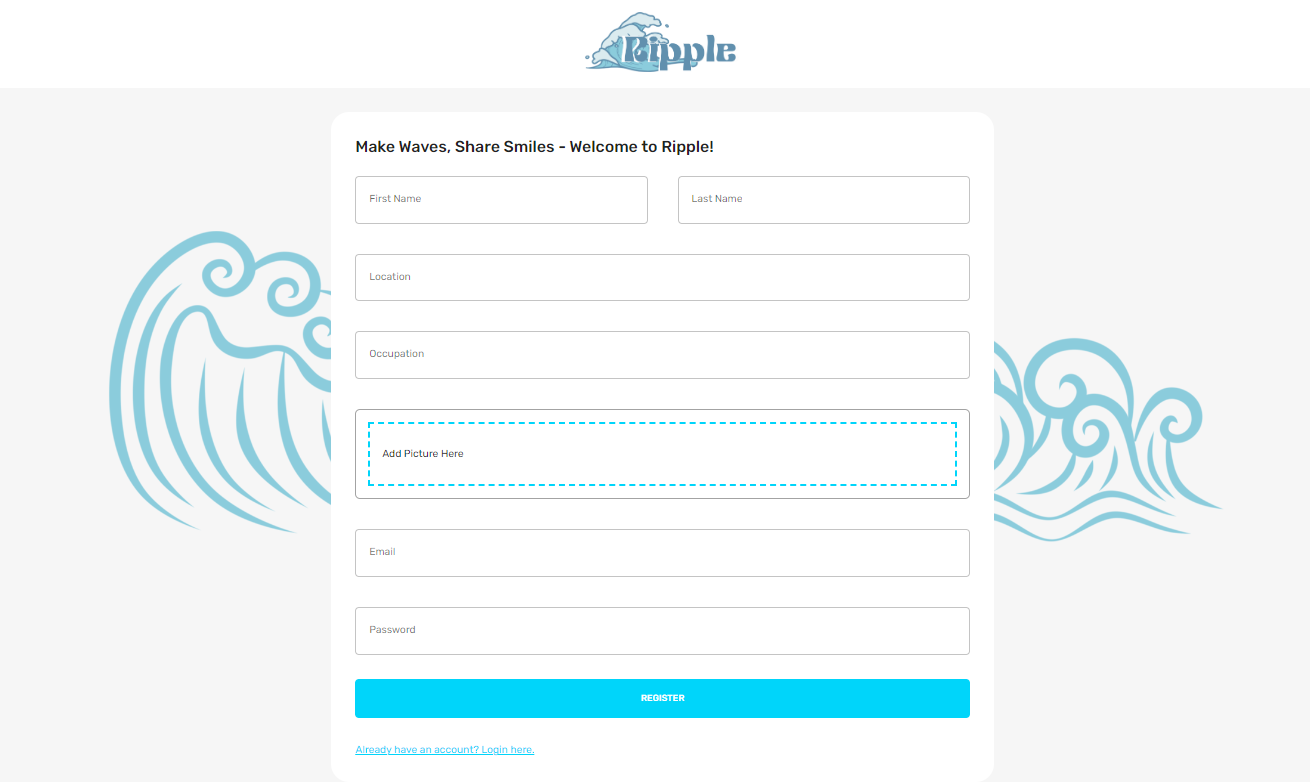 Ripple
Make Waves, Share Smiles - Welcome to Ripple!
First Name
Last Name
Location
Occupation
Add Picture Here
Email
Password
REGISTER
Already have an account? Login here.